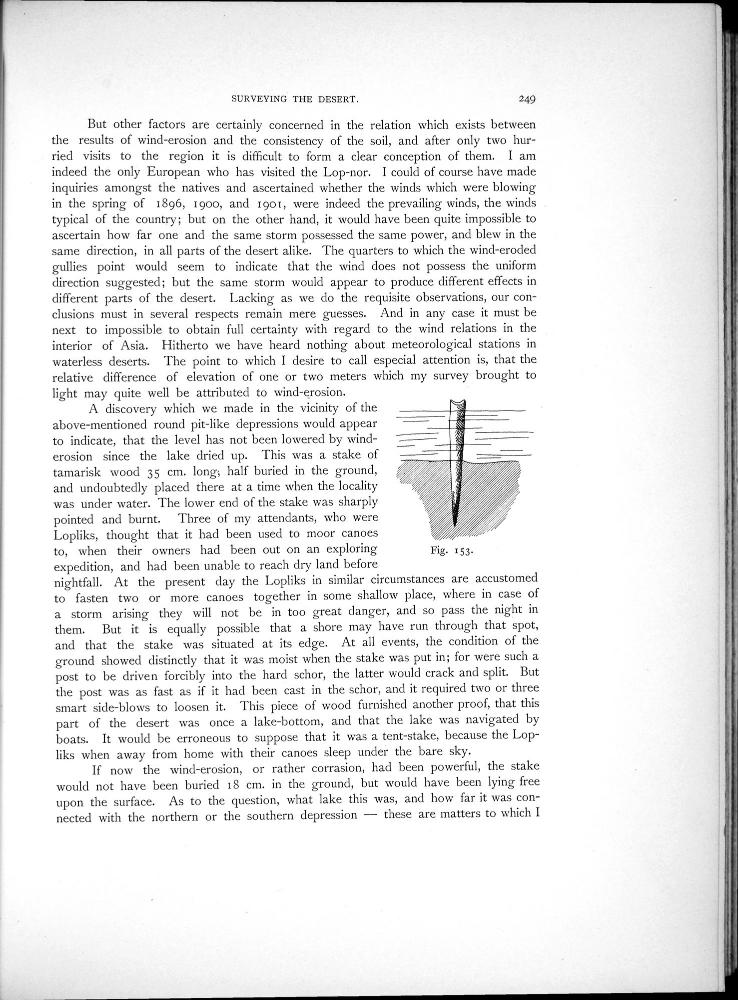 SURVEYING THE DESERT. 249
But other factors are certainly concerned in the relation which exists between
the results of wind-erosion and the consistency of the soil, and after only two hur-
ried visits to the region it is difficult to form a clear conception of them. I am
indeed the only European who has visited the Lop-nor. I could of course have made
inquiries amongst the natives and ascertained whether the winds which were blowing
in the spring of 1896, 1900, and 1901, were indeed the prevailing winds, the winds
typical of the country; but on the other hand, it would have been quite impossible to
ascertain how far one and the same storm possessed the same power, and blew in the
same direction, in all parts of the desert alike. The quarters to which the wind-eroded
gullies point would seem to indicate that the wind does not possess the uniform
direction suggested; but the same storm would appear to produce different effects in
different parts of the desert. Lacking as we do the requisite observations, our con-
clusions must in several respects remain mere guesses. And in any case it must be
next to impossible to obtain full certainty with regard to the wind relations in the
interior of Asia. Hitherto we have heard nothing about meteorological stations in
waterless deserts. The point to which I desire to call especial attention is, that the
relative difference of elevation of one or two meters which my survey brought to
light may quite well be attributed to wind-erosion.
A discovery which we made in the vicinity of the
above-mentioned round pit-like depressions would appear
to indicate, that the level has not been lowered by wind-
erosion since the lake dried up. This was a stake of
tamarisk wood 35 cm. long, half buried in the ground,
and undoubtedly placed there at a time when the locality
was under water. The lower end of the stake was sharply
pointed and burnt. Three of my attendants, who were
Lopliks, thought that it had been used to moor canoes
to, when their owners had been out on an exploring
expedition, and had been unable to reach dry land before
Fig. 153.
nightfall. At the present day the Lopliks in similar circumstances are accustomed
to fasten two or more canoes together in some shallow place, where in case of
a storm arising they will not be in too great danger, and so pass the night in
them. But it is equally possible that a shore may have run through that spot,
and that the stake was situated at its edge. At all events, the condition of the
ground showed distinctly that it was moist when the stake was put in; for were such a
post to be driven forcibly into the hard schor, the latter would crack and split. But
the post was as fast as if it had been cast in the schor, and it required two or three
smart side-blows to loosen it. This piece of wood furnished another proof, that this
part of the desert was once a lake-bottom, and that the lake was navigated by
boats. It would be erroneous to suppose that it was a tent-stake, because the Lop-
liks when away from home with their canoes sleep under the bare sky.
If now the wind-erosion, or rather corrasion, had been powerful, the stake
would not have been buried 18 cm. in the ground, but would have been lying free
upon the surface. As to the question, what lake this was, and how far it was con-
nected with the northern or the southern depression — these are matters to which I